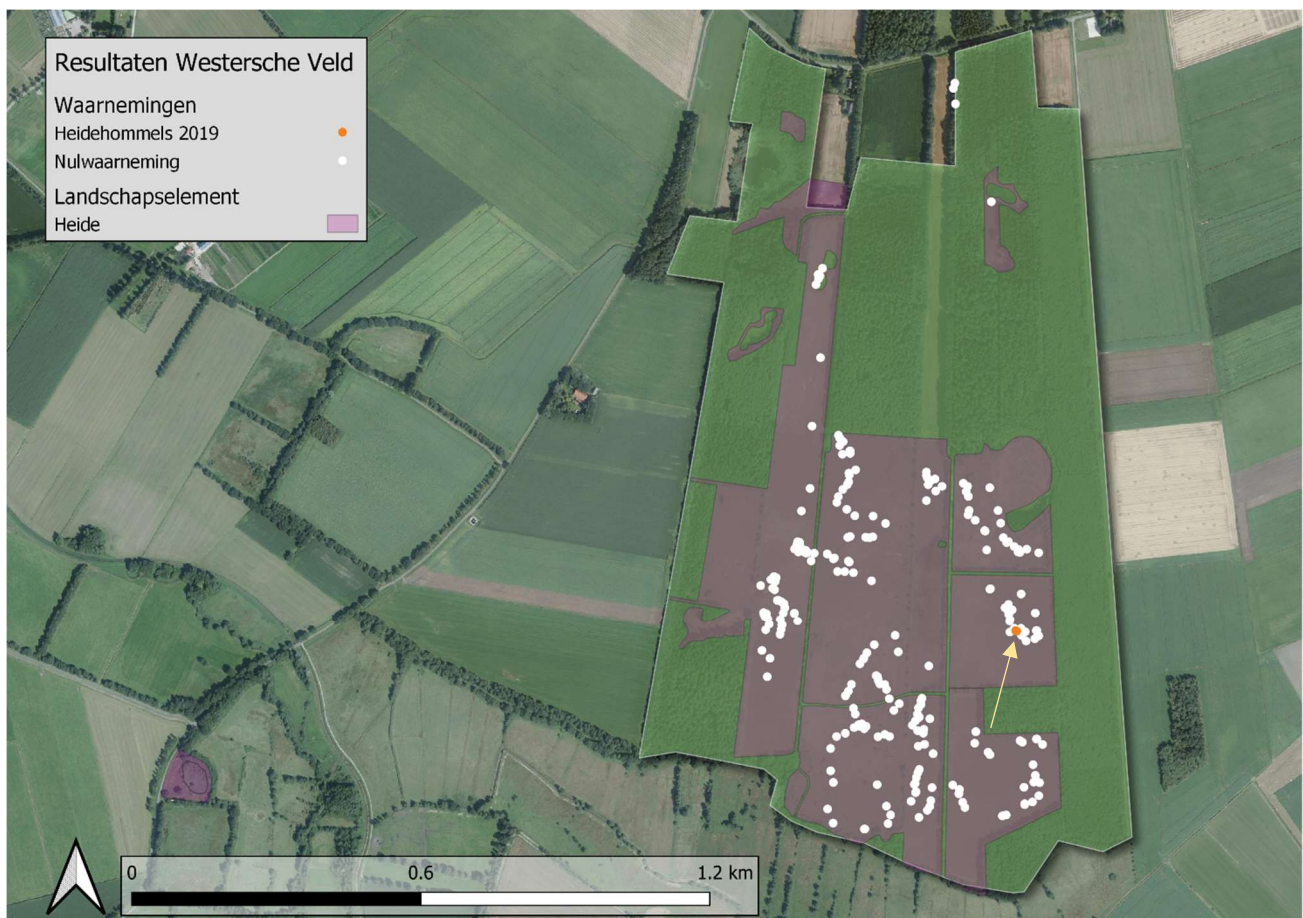 Resultaten Westersche Veld
Waarnemingen
Heidehommels 2019
Nulwaarneming
Landschapselement
Heide
0 0.6 1.2 km